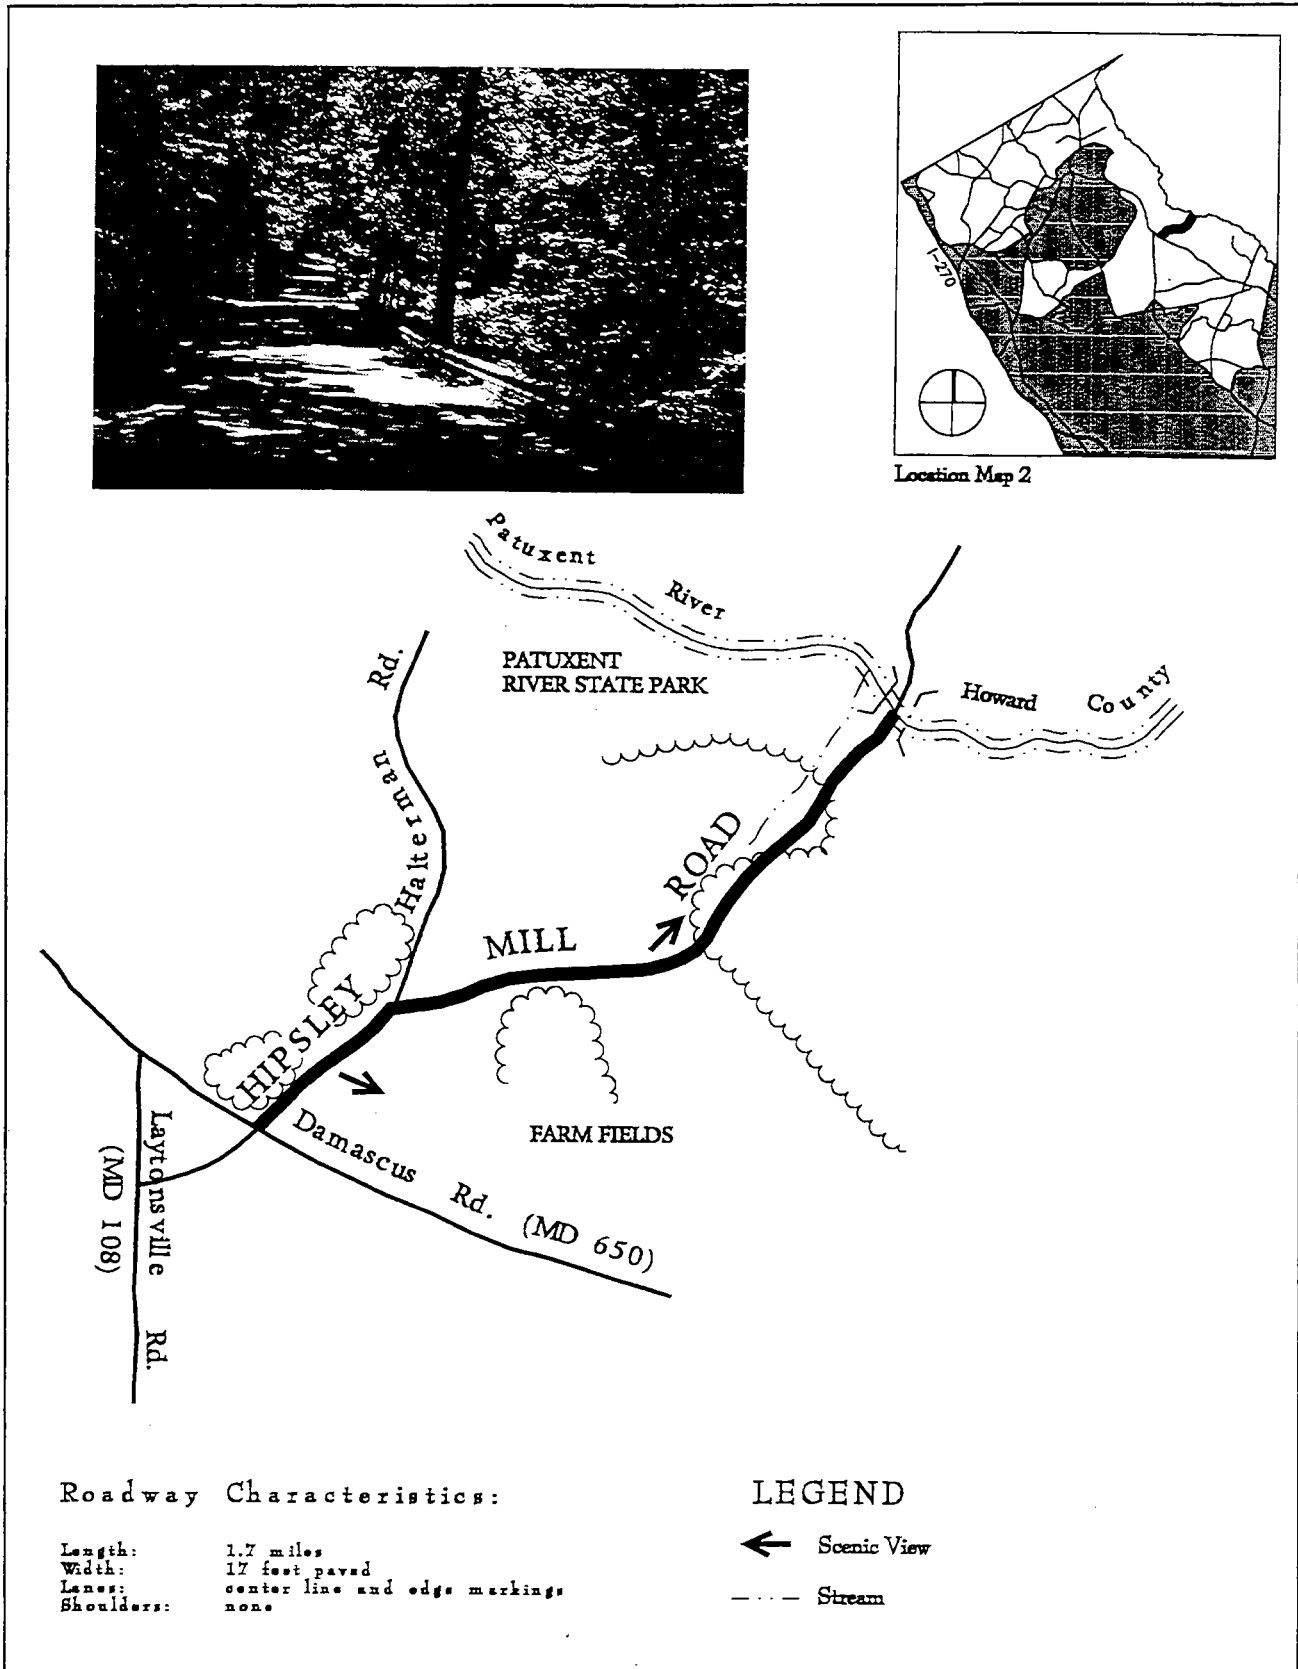 I-270
Location Map 2
Patuxent River
PATUXENT
RIVER STATE PARK
Howard County
Halterman Rd.
HIPSLEY MILL ROAD
FARM FIELDS
Damascus Rd. (MD 650)
Laytonsville Rd.
(MD 108)
Roadway Characteristics:
Length: 1.7 miles
Width: 17 feet paved
Lanes: center line and edge markings
Shoulders: none
LEGEND
Scenic View
Stream